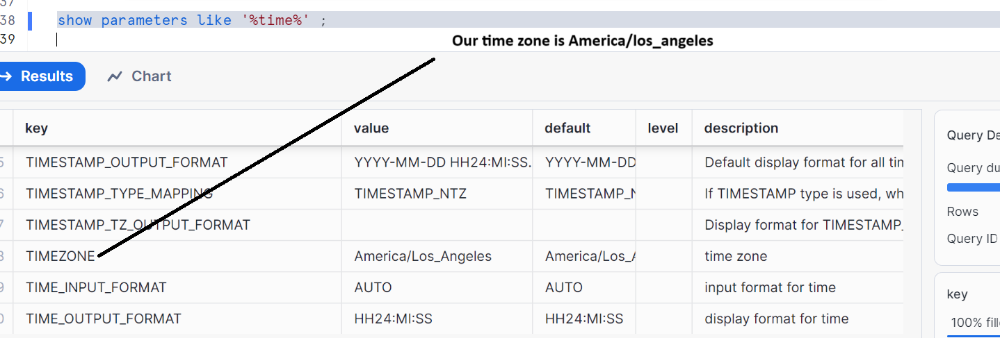 37
38 show parameters like '%time%' ;
39
Our time zone is America/los_angeles
Results Chart
key value default level description Query De
5 TIMESTAMP_OUTPUT_FORMAT YYYY-MM-DD HH24:MI:SS. YYYY-MM-DD Default display format for all tim
Query du
6 TIMESTAMP_TYPE_MAPPING TIMESTAMP_NTZ TIMESTAMP_N If TIMESTAMP type is used, wh
Rows
7 TIMESTAMP_TZ_OUTPUT_FORMAT Display format for TIMESTAMP_
Query ID
8 TIMEZONE America/Los_Angeles America/Los_A time zone
9 TIME_INPUT_FORMAT AUTO AUTO input format for time
key
0 TIME_OUTPUT_FORMAT HH24:MI:SS HH24:MI:SS display format for time
100% fille